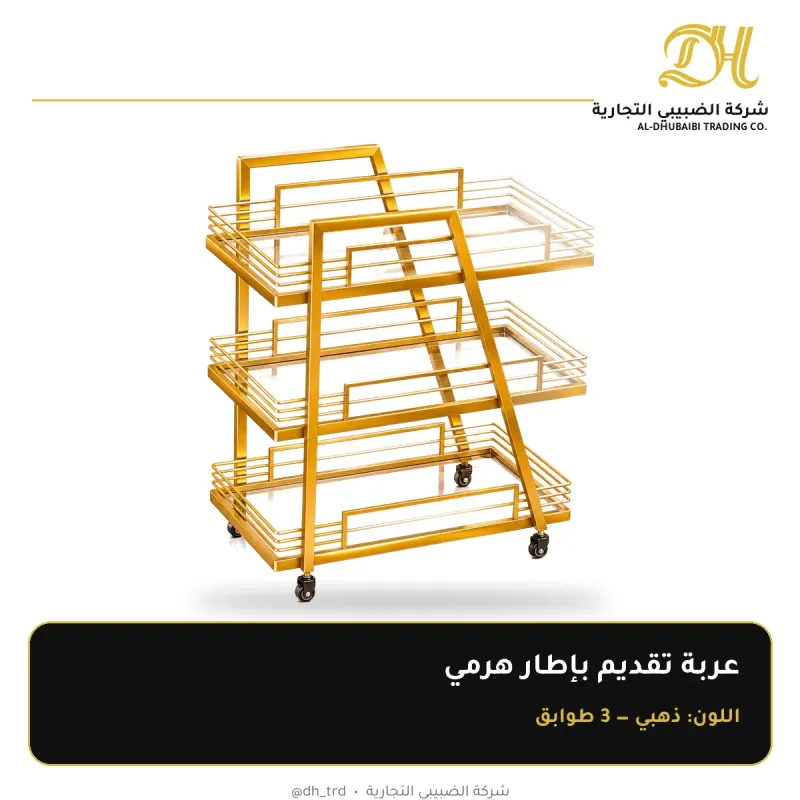 DH
شركة الضبيبي التجارية
AL-DHUBAIBI TRADING CO.
عربة تقديم بإطار هرمي
اللون: ذهبي – 3 طوابق
شركة الضبيبي التجارية • @dh_trd